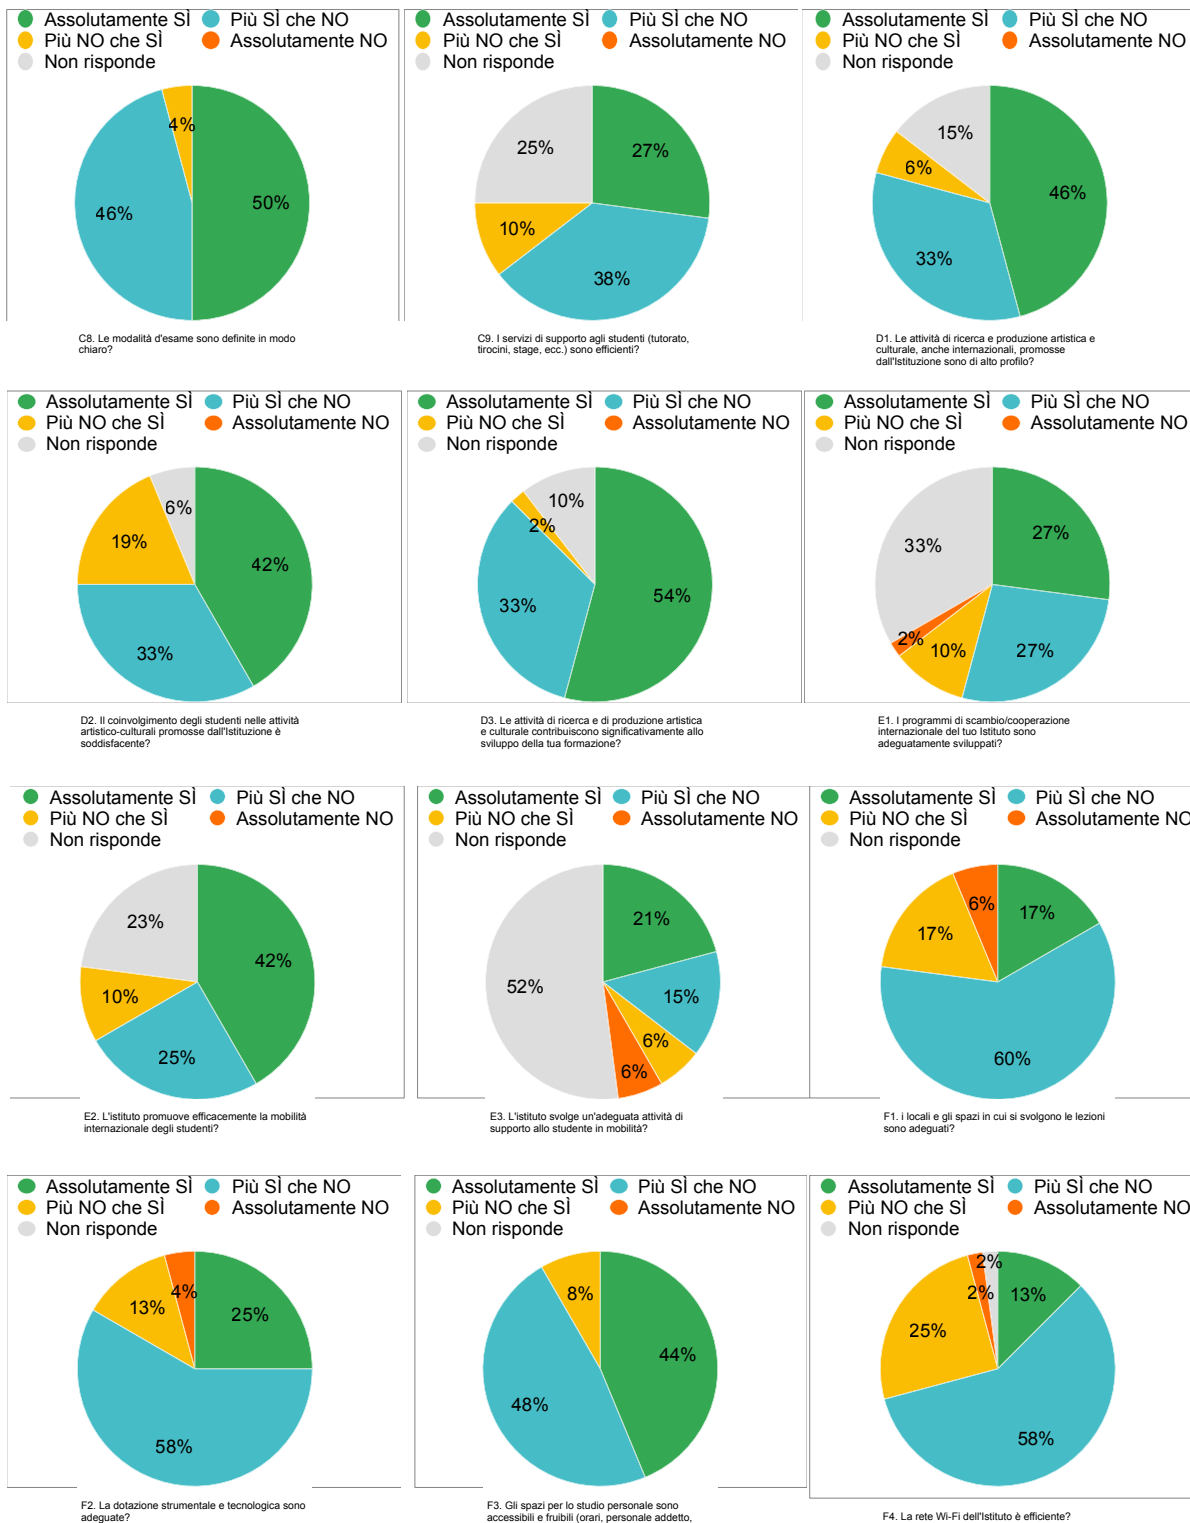 Assolutamente SÌ Più SÌ che NO
Più NO che SÌ Assolutamente NO
Non risponde
4%
46%
50%
C8. Le modalità d'esame sono definite in modo
chiaro?
Assolutamente SÌ Più SÌ che NO
Più NO che SÌ Assolutamente NO
Non risponde
25%
27%
10%
38%
C9. I servizi di supporto agli studenti (tutorato,
tirocini, stage, ecc.) sono efficienti?
Assolutamente SÌ Più SÌ che NO
Più NO che SÌ Assolutamente NO
Non risponde
15%
6%
46%
33%
D1. Le attività di ricerca e produzione artistica e
culturale, anche internazionali, promosse
dall'Istituzione sono di alto profilo?
Assolutamente SÌ Più SÌ che NO
Più NO che SÌ Assolutamente NO
Non risponde
6%
19%
42%
33%
D2. Il coinvolgimento degli studenti nelle attività
artistico-culturali promosse dall'Istituzione è
soddisfacente?
Assolutamente SÌ Più SÌ che NO
Più NO che SÌ Assolutamente NO
Non risponde
10%
2%
33%
54%
D3. Le attività di ricerca e di produzione artistica
e culturale contribuiscono significativamente allo
sviluppo della tua formazione?
Assolutamente SÌ Più SÌ che NO
Più NO che SÌ Assolutamente NO
Non risponde
33%
27%
2%
10%
27%
E1. I programmi di scambio/cooperazione
internazionale del tuo Istituto sono
adeguatamente sviluppati?
Assolutamente SÌ Più SÌ che NO
Più NO che SÌ Assolutamente NO
Non risponde
23%
42%
10%
25%
E2. L'istituto promuove efficacemente la mobilità
internazionale degli studenti?
Assolutamente SÌ Più SÌ che NO
Più NO che SÌ Assolutamente NO
Non risponde
21%
52%
15%
6%
6%
E3. L'istituto svolge un'adeguata attività di
supporto allo studente in mobilità?
Assolutamente SÌ Più SÌ che NO
Più NO che SÌ Assolutamente NO
Non risponde
6%
17%
17%
60%
F1. i locali e gli spazi in cui si svolgono le lezioni
sono adeguati?
Assolutamente SÌ Più SÌ che NO
Più NO che SÌ Assolutamente NO
Non risponde
4%
13%
25%
58%
F2. La dotazione strumentale e tecnologica sono
adeguate?
Assolutamente SÌ Più SÌ che NO
Più NO che SÌ Assolutamente NO
Non risponde
8%
44%
48%
F3. Gli spazi per lo studio personale sono
accessibili e fruibili (orari, personale addetto,
Assolutamente SÌ Più SÌ che NO
Più NO che SÌ Assolutamente NO
Non risponde
2%
2%
13%
25%
58%
F4. La rete Wi-Fi dell'Istituto è efficiente?